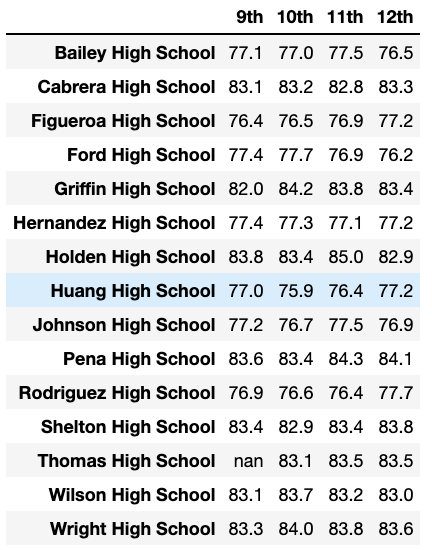 9th 10th 11th 12th
Bailey High School 77.1 77.0 77.5 76.5
Cabrera High School 83.1 83.2 82.8 83.3
Figueroa High School 76.4 76.5 76.9 77.2
Ford High School 77.4 77.7 76.9 76.2
Griffin High School 82.0 84.2 83.8 83.4
Hernandez High School 77.4 77.3 77.1 77.2
Holden High School 83.8 83.4 85.0 82.9
Huang High School 77.0 75.9 76.4 77.2
Johnson High School 77.2 76.7 77.5 76.9
Pena High School 83.6 83.4 84.3 84.1
Rodriguez High School 76.9 76.6 76.4 77.7
Shelton High School 83.4 82.9 83.4 83.8
Thomas High School nan 83.1 83.5 83.5
Wilson High School 83.1 83.7 83.2 83.0
Wright High School 83.3 84.0 83.8 83.6